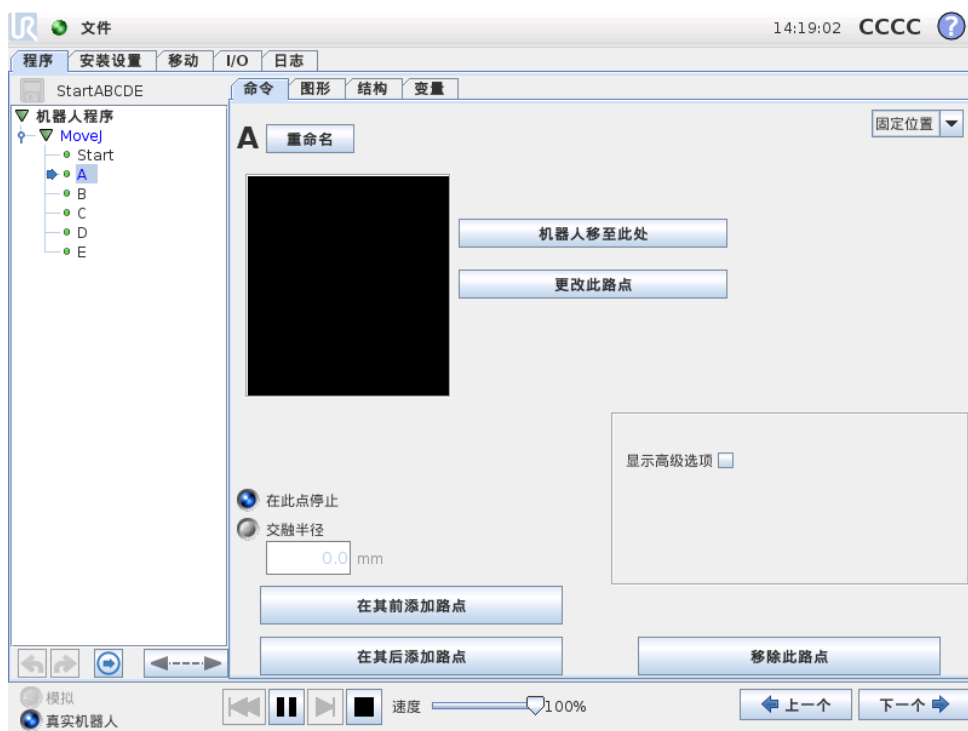 UR 文件 14:19:02 CCCC ?
程序 安装设置 移动 I/O 日志
StartABCDE 命令 图形 结构 变量
机器人程序
MoveJ
Start
A
B
C
D
E
A 重命名 固定位置
机器人移至此处
更改此路点
显示高级选项
在此点停止
交融半径
0.0 mm
在其前添加路点
在其后添加路点 移除此路点
模拟
真实机器人
速度 100% 上一个 下一个